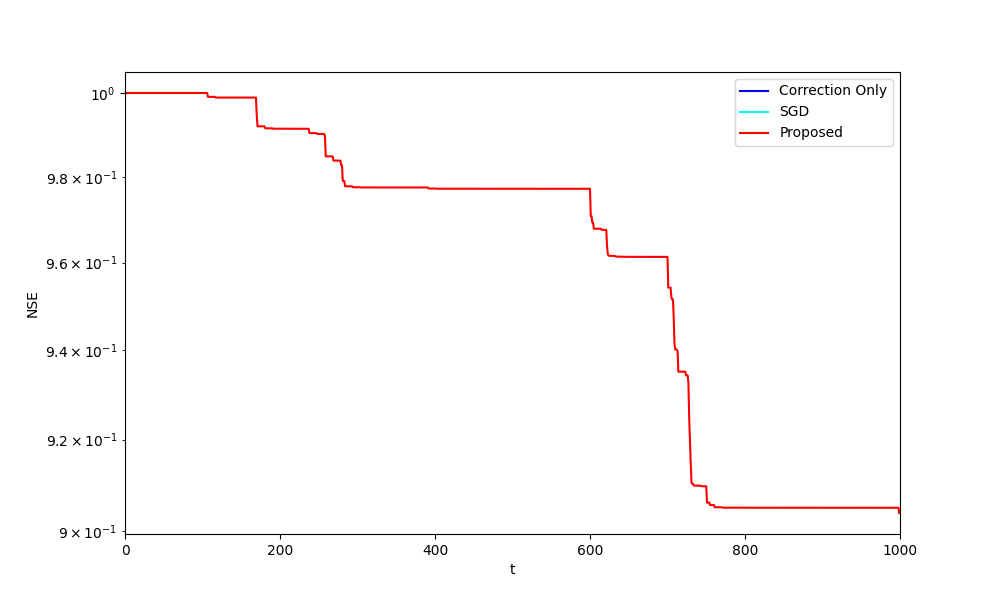 Correction Only
SGD
Proposed
10⁰
9.8 × 10⁻¹
9.6 × 10⁻¹
9.4 × 10⁻¹
9.2 × 10⁻¹
9 × 10⁻¹
NSE
0 200 400 600 800 1000
t